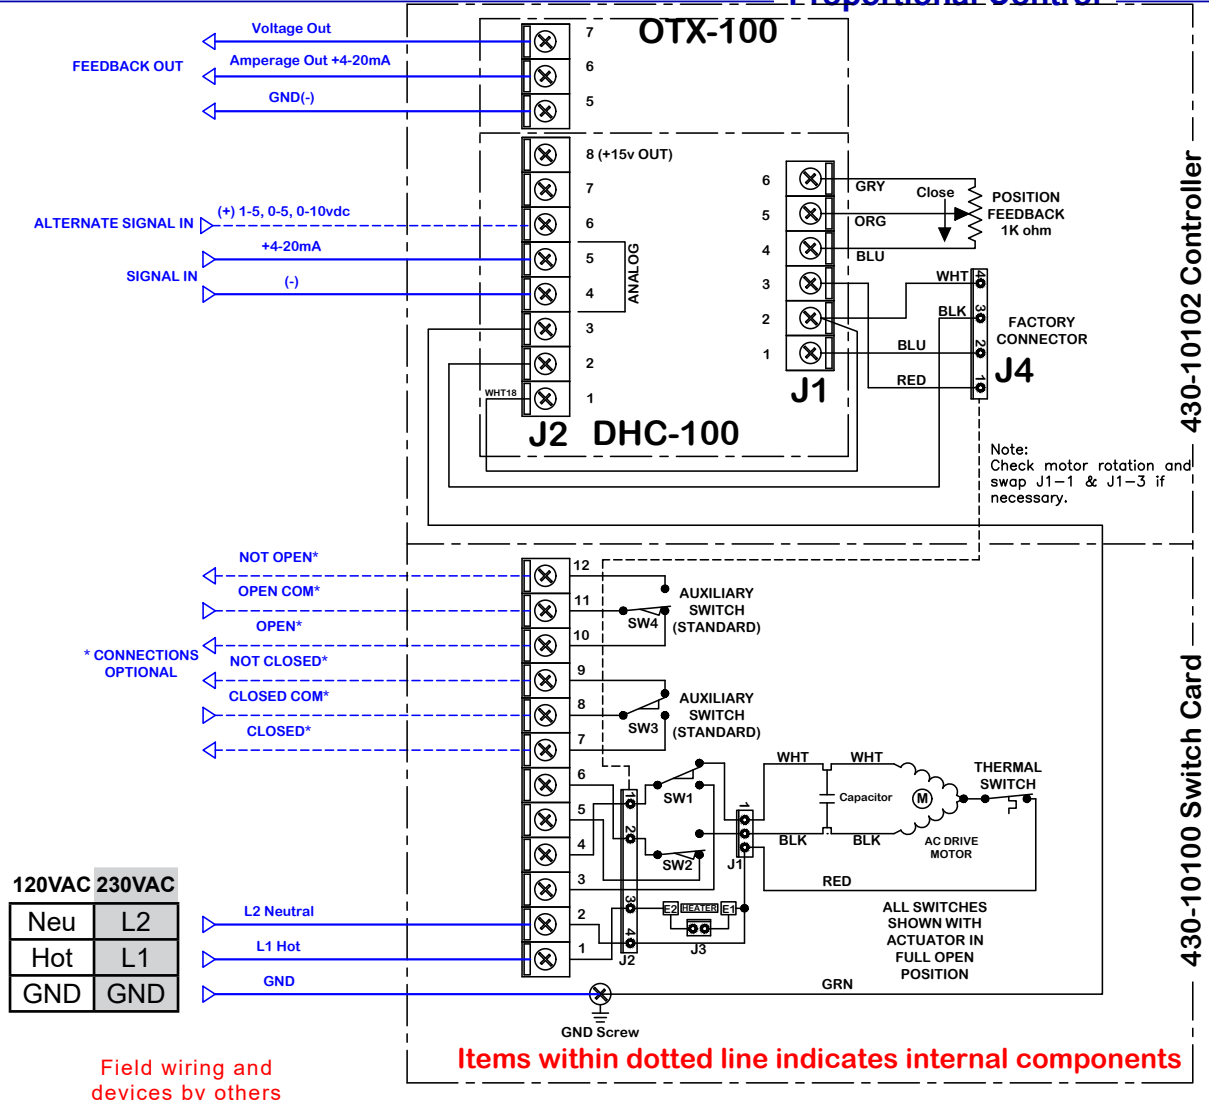 Proportional Control
OTX-100
Voltage Out
7
FEEDBACK OUT
Amperage Out +4-20mA
6
GND(-)
5
8 (+15v OUT)
7
ALTERNATE SIGNAL IN
(+) 1-5, 0-5, 0-10vdc
6
+4-20mA
5
SIGNAL IN
(-)
4
ANALOG
3
2
WHT18
1
J2 DHC-100
6
GRY
5
ORG
4
BLU
3
2
1
J1
Close
POSITION
FEEDBACK
1K ohm
WHT
4
BLK
3
BLU
2
RED
1
FACTORY
CONNECTOR
J4
Note:
Check motor rotation and
swap J1-1 & J1-3 if
necessary.
430-10102 Controller
NOT OPEN*
12
OPEN COM*
11
OPEN*
10
* CONNECTIONS
OPTIONAL
NOT CLOSED*
9
CLOSED COM*
8
CLOSED*
7
6
5
4
3
L2 Neutral
2
L1 Hot
1
GND
GND Screw
SW4
AUXILIARY
SWITCH
(STANDARD)
SW3
AUXILIARY
SWITCH
(STANDARD)
SW1
SW2
1
2
3
4
J2
1
J1
E2
HEATER
E1
J3
WHT
WHT
Capacitor
M
BLK
BLK
AC DRIVE
MOTOR
THERMAL
SWITCH
RED
ALL SWITCHES
SHOWN WITH
ACTUATOR IN
FULL OPEN
POSITION
GRN
430-10100 Switch Card
120VAC 230VAC
Neu L2
Hot L1
GND GND
Items within dotted line indicates internal components
Field wiring and
devices by others